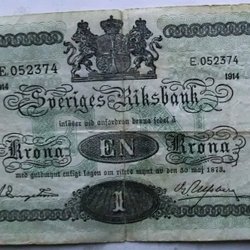 E.052374 E.052374
1914 1914
Sveriges Riksbank
inlöser vid anfordran denna sedel å
Krona EN Krona
med guldmynt enligt lagen om rikets mynt av den 30 maj 1873.
1